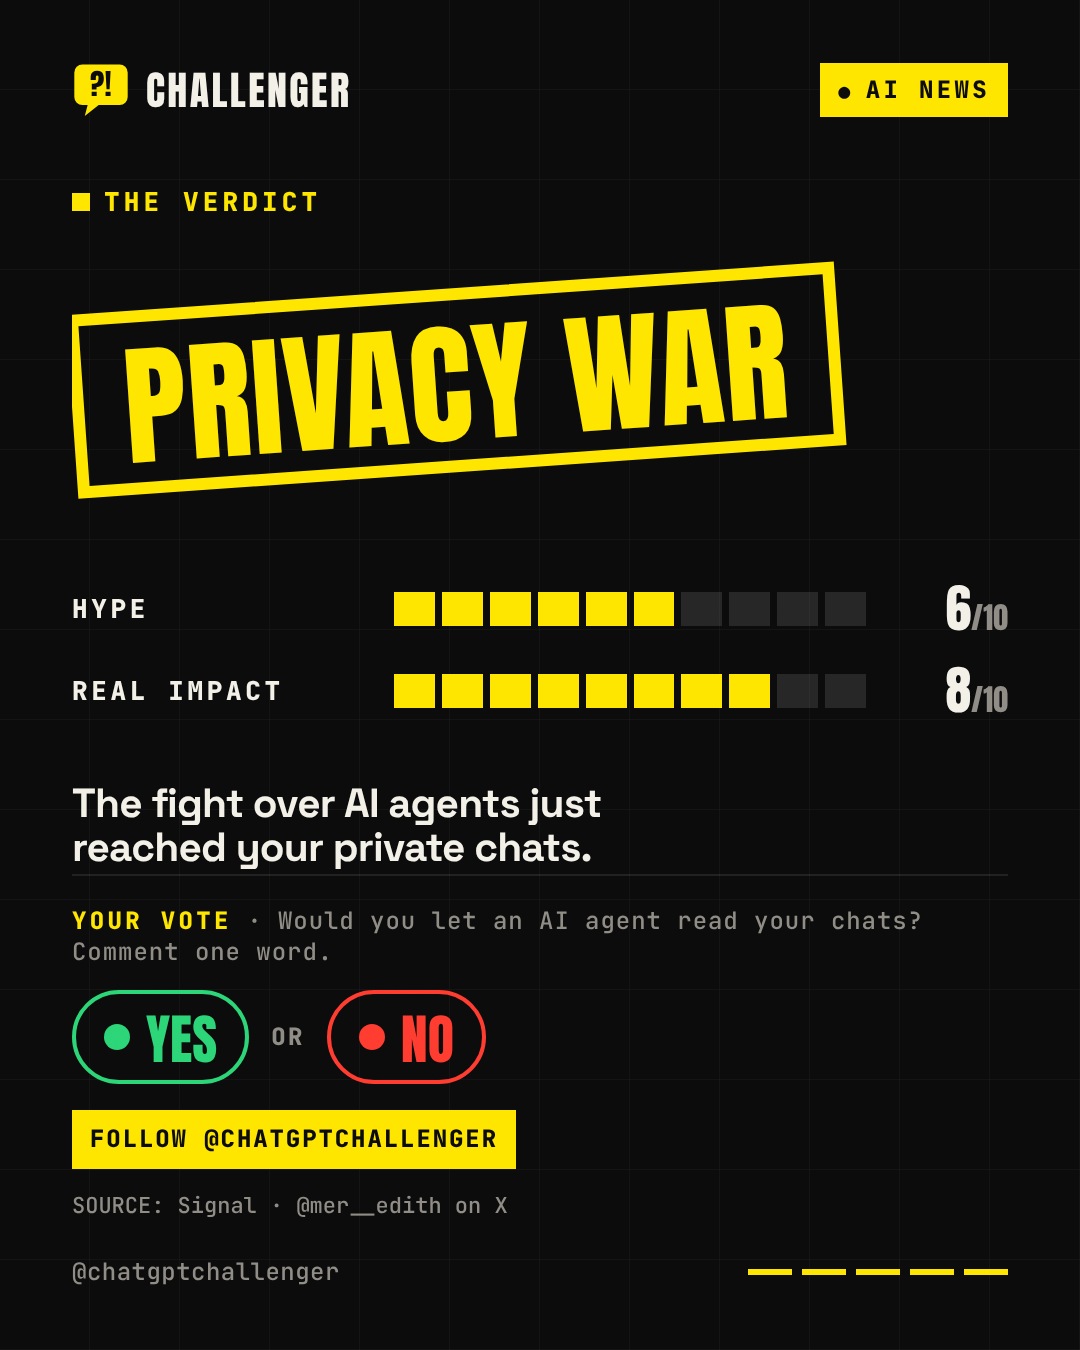 ?! CHALLENGER
● AI NEWS
THE VERDICT
PRIVACY WAR
HYPE 6/10
REAL IMPACT 8/10
The fight over AI agents just
reached your private chats.
YOUR VOTE · Would you let an AI agent read your chats?
Comment one word.
YES OR NO
FOLLOW @CHATGPTCHALLENGER
SOURCE: Signal · @mer__edith on X
@chatgptchallenger